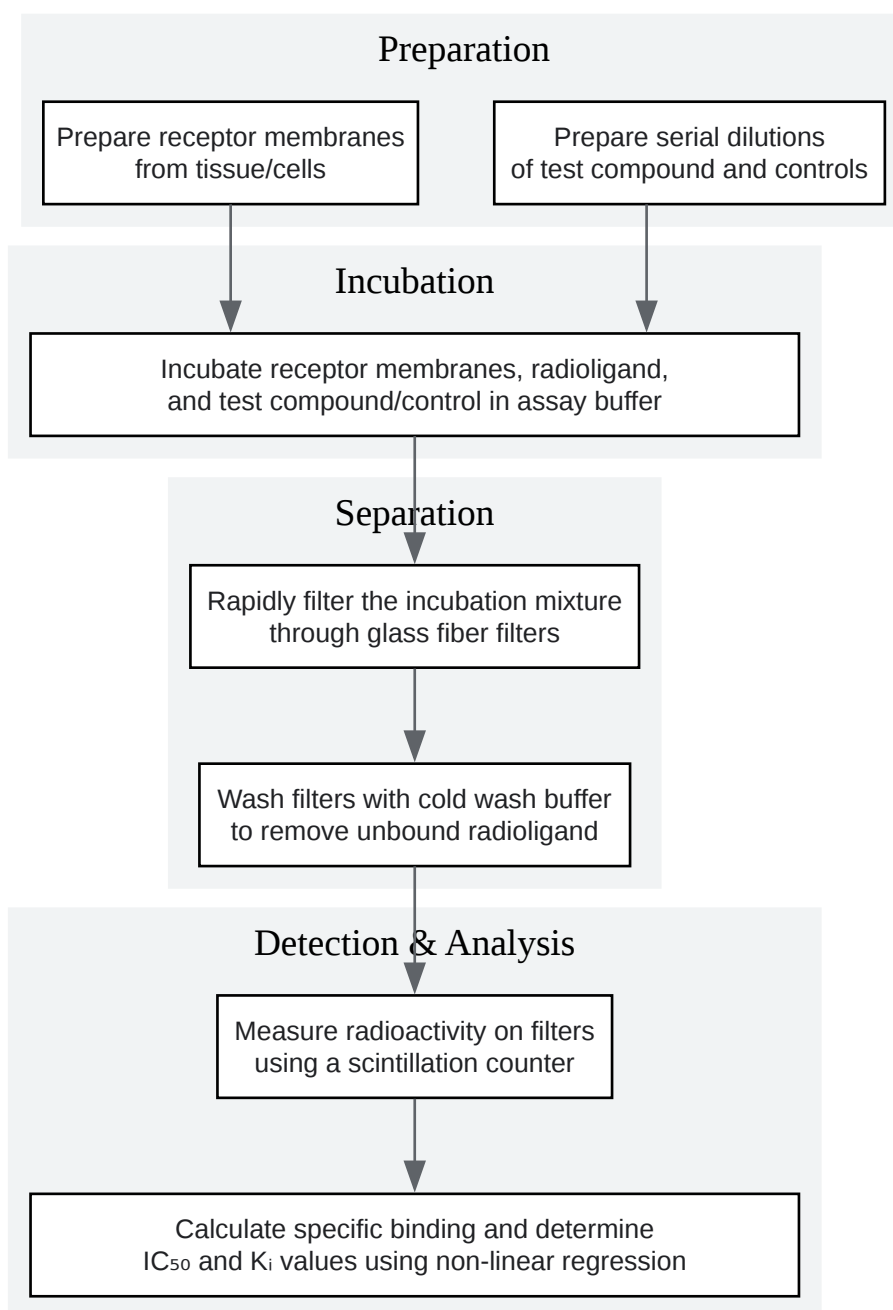 Preparation
Prepare receptor membranes
from tissue/cells
Prepare serial dilutions
of test compound and controls
Incubation
Incubate receptor membranes, radioligand,
and test compound/control in assay buffer
Separation
Rapidly filter the incubation mixture
through glass fiber filters
Wash filters with cold wash buffer
to remove unbound radioligand
Detection & Analysis
Measure radioactivity on filters
using a scintillation counter
Calculate specific binding and determine
IC₅₀ and Kᵢ values using non-linear regression